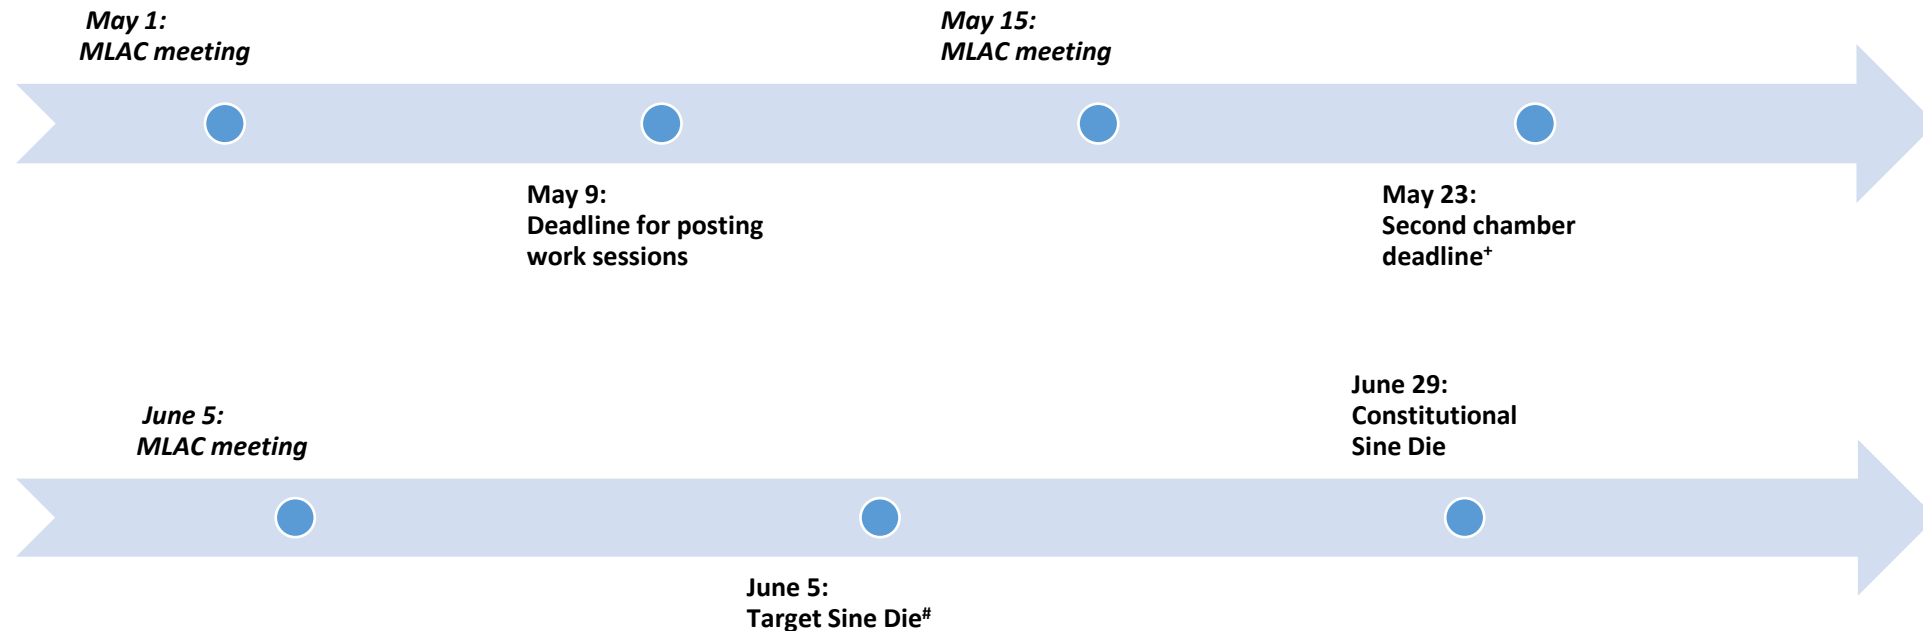 May 1:
MLAC meeting
May 15:
MLAC meeting
May 9:
Deadline for posting
work sessions
May 23:
Second chamber
deadline+
June 5:
MLAC meeting
June 29:
Constitutional
Sine Die
June 5:
Target Sine Die#